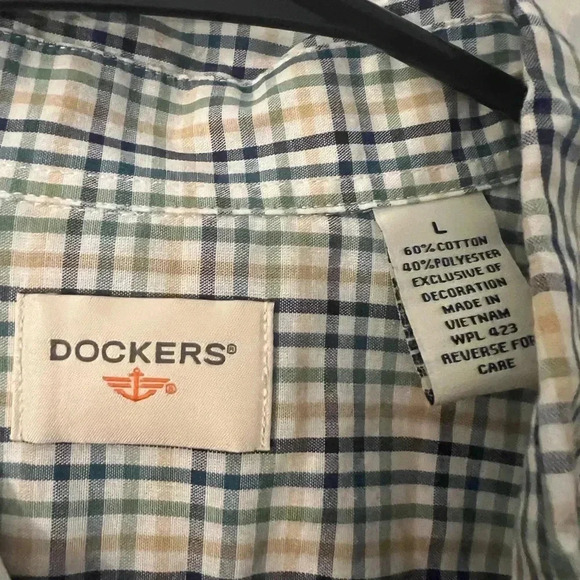 DOCKERS®
®
L
60% COTTON
40% POLYESTER
EXCLUSIVE OF
DECORATION
MADE IN
VIETNAM
WPL 423
REVERSE FOR
CARE